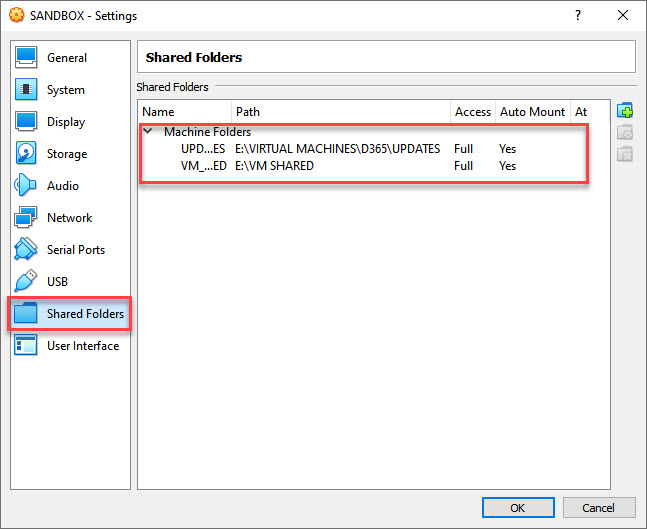 SANDBOX - Settings
?
General
System
Display
Storage
Audio
Network
Serial Ports
USB
Shared Folders
User Interface
Shared Folders
Shared Folders
Name Path Access Auto Mount At
Machine Folders
UPD...ES E:\VIRTUAL MACHINES\D365\UPDATES Full Yes
VM_...ED E:\VM SHARED Full Yes
OK Cancel